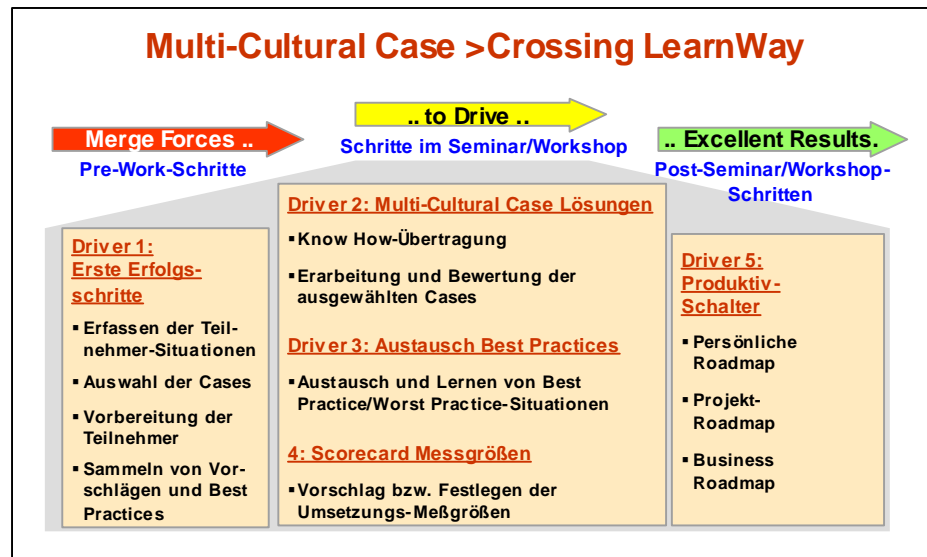 Multi-Cultural Case >Crossing LearnWay
Merge Forces ..
Pre-Work-Schritte
.. to Drive ..
Schritte im Seminar/Workshop
.. Excellent Results.
Post-Seminar/Workshop-
Schritten
Driver 1:
Erste Erfolgs-
schritte
▪ Erfassen der Teil-
nehmer-Situationen
▪ Auswahl der Cases
▪ Vorbereitung der
Teilnehmer
▪ Sammeln von Vor-
schlägen und Best
Practices
Driver 2: Multi-Cultural Case Lösungen
▪ Know How-Übertragung
▪ Erarbeitung und Bewertung der
ausgewählten Cases
Driver 3: Austausch Best Practices
▪ Austausch und Lernen von Best
Practice/Worst Practice-Situationen
4: Scorecard Messgrößen
▪ Vorschlag bzw. Festlegen der
Umsetzungs-Meßgrößen
Driver 5:
Produktiv-
Schalter
▪ Persönliche
Roadmap
▪ Projekt-
Roadmap
▪ Business
Roadmap